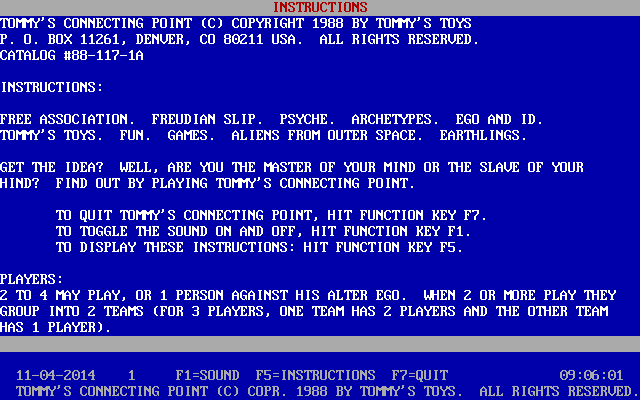 INSTRUCTIONS
TOMMY'S CONNECTING POINT (C) COPYRIGHT 1988 BY TOMMY'S TOYS
P. O. BOX 11261, DENVER, CO 80211 USA.  ALL RIGHTS RESERVED.
CATALOG #88-117-1A
INSTRUCTIONS:
FREE ASSOCIATION.  FREUDIAN SLIP.  PSYCHE.  ARCHETYPES.  EGO AND ID.
TOMMY'S TOYS.  FUN.  GAMES.  ALIENS FROM OUTER SPACE.  EARTHLINGS.
GET THE IDEA?  WELL, ARE YOU THE MASTER OF YOUR MIND OR THE SLAVE OF YOUR
HIND?  FIND OUT BY PLAYING TOMMY'S CONNECTING POINT.
TO QUIT TOMMY'S CONNECTING POINT, HIT FUNCTION KEY F7.
TO TOGGLE THE SOUND ON AND OFF, HIT FUNCTION KEY F1.
TO DISPLAY THESE INSTRUCTIONS: HIT FUNCTION KEY F5.
PLAYERS:
2 TO 4 MAY PLAY, OR 1 PERSON AGAINST HIS ALTER EGO.  WHEN 2 OR MORE PLAY THEY
GROUP INTO 2 TEAMS (FOR 3 PLAYERS, ONE TEAM HAS 2 PLAYERS AND THE OTHER TEAM
HAS 1 PLAYER).
11-04-2014    1     F1=SOUND  F5=INSTRUCTIONS  F7=QUIT              09:06:01
TOMMY'S CONNECTING POINT (C) COPR. 1988 BY TOMMY'S TOYS.  ALL RIGHTS RESERVED.